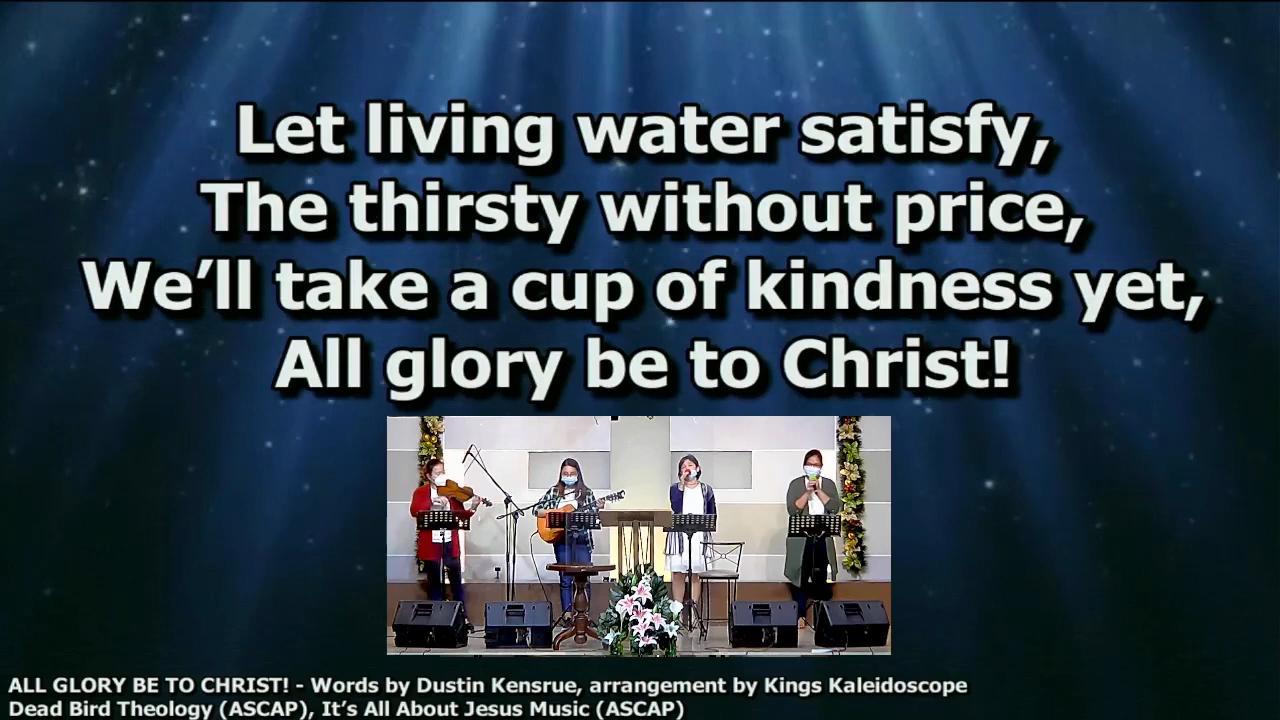 Let living water satisfy,
The thirsty without price,
We’ll take a cup of kindness yet,
All glory be to Christ!
ALL GLORY BE TO CHRIST! - Words by Dustin Kensrue, arrangement by Kings Kaleidoscope
Dead Bird Theology (ASCAP), It’s All About Jesus Music (ASCAP)